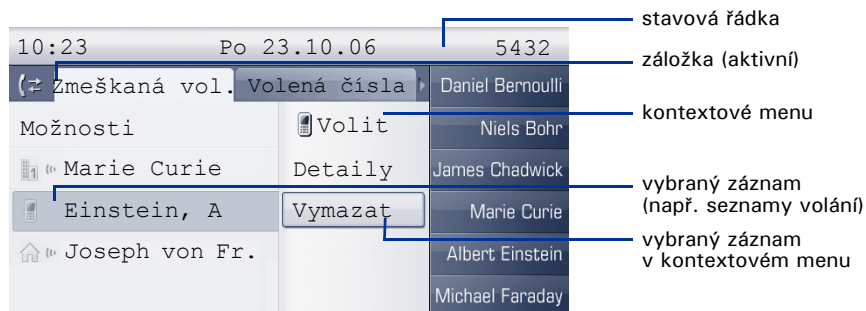 10:23 Po 23.10.06 5432
Zmeškaná vol. Volená čísla
Možnosti
Marie Curie
Einstein, A
Joseph von Fr.
Volit
Detaily
Vymazat
Daniel Bernoulli
Niels Bohr
James Chadwick
Marie Curie
Albert Einstein
Michael Faraday
stavová řádka
záložka (aktivní)
kontextové menu
vybraný záznam
(např. seznamy volání)
vybraný záznam
v kontextovém menu